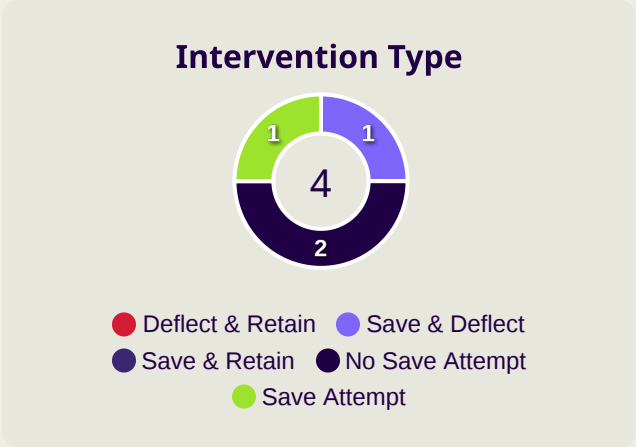 Intervention Type
1 1
4
2
Deflect & Retain Save & Deflect
Save & Retain No Save Attempt
Save Attempt